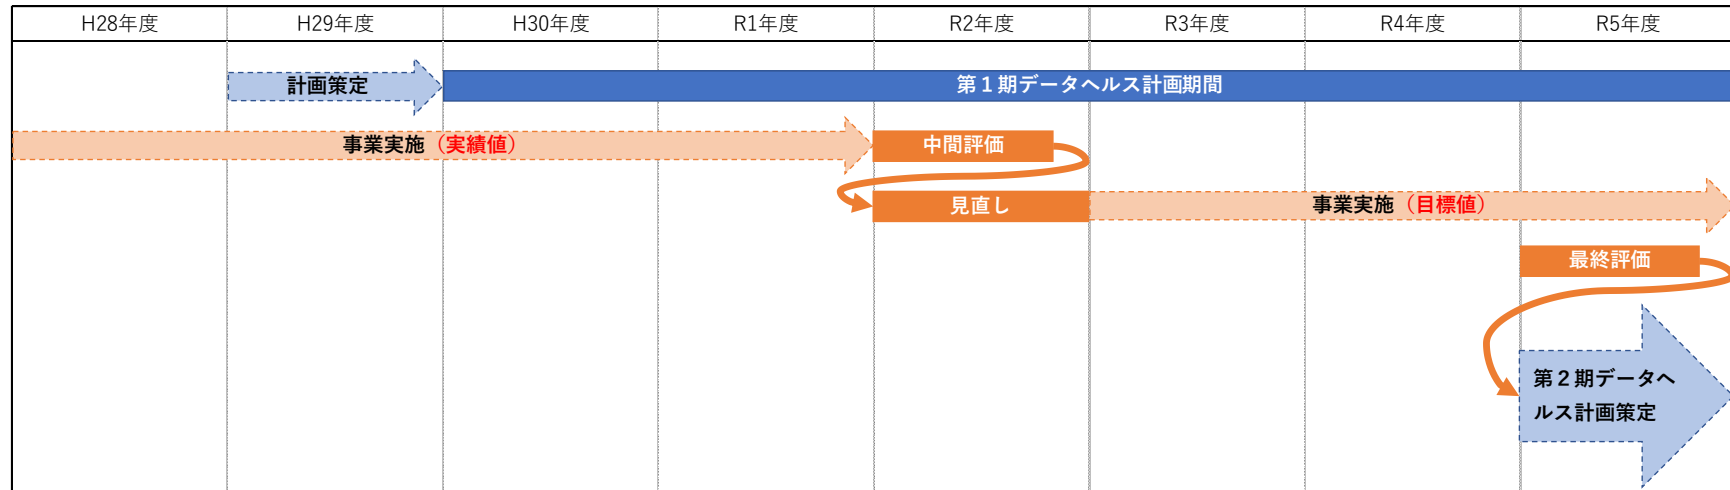 H28年度
H29年度
H30年度
R1年度
R2年度
R3年度
R4年度
R5年度
計画策定
第１期データヘルス計画期間
事業実施（実績値）
中間評価
見直し
事業実施（目標値）
最終評価
第２期データヘ
ルス計画策定